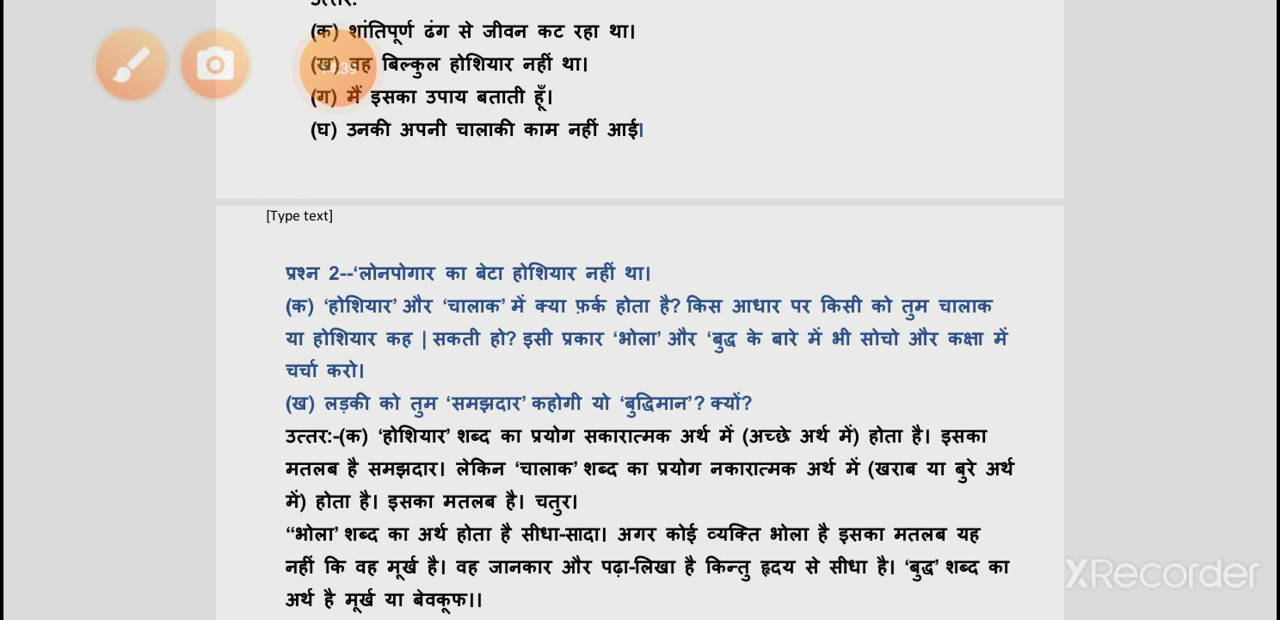 उत्तर:
(क) शांतिपूर्ण ढंग से जीवन कट रहा था।
(ख) वह बिल्कुल होशियार नहीं था।
(ग) मैं इसका उपाय बताती हूँ।
(घ) उनकी अपनी चालाकी काम नहीं आई।
[Type text]
प्रश्न 2--‘लोनपोगार का बेटा होशियार नहीं था।
(क) ‘होशियार’ और ‘चालाक’ में क्या फ़र्क होता है? किस आधार पर किसी को तुम चालाक
या होशियार कह | सकती हो? इसी प्रकार ‘भोला’ और ‘बुद्ध के बारे में भी सोचो और कक्षा में
चर्चा करो।
(ख) लड़की को तुम ‘समझदार’ कहोगी यो ‘बुद्धिमान’? क्यों?
उत्तर:-(क) ‘होशियार’ शब्द का प्रयोग सकारात्मक अर्थ में (अच्छे अर्थ में) होता है। इसका
मतलब है समझदार। लेकिन ‘चालाक’ शब्द का प्रयोग नकारात्मक अर्थ में (खराब या बुरे अर्थ
में) होता है। इसका मतलब है। चतुर।
“भोला’ शब्द का अर्थ होता है सीधा-सादा। अगर कोई व्यक्ति भोला है इसका मतलब यह
नहीं कि वह मूर्ख है। वह जानकार और पढ़ा-लिखा है किन्तु हृदय से सीधा है। ‘बुद्ध’ शब्द का
अर्थ है मूर्ख या बेवकूफ।।
XRecorder